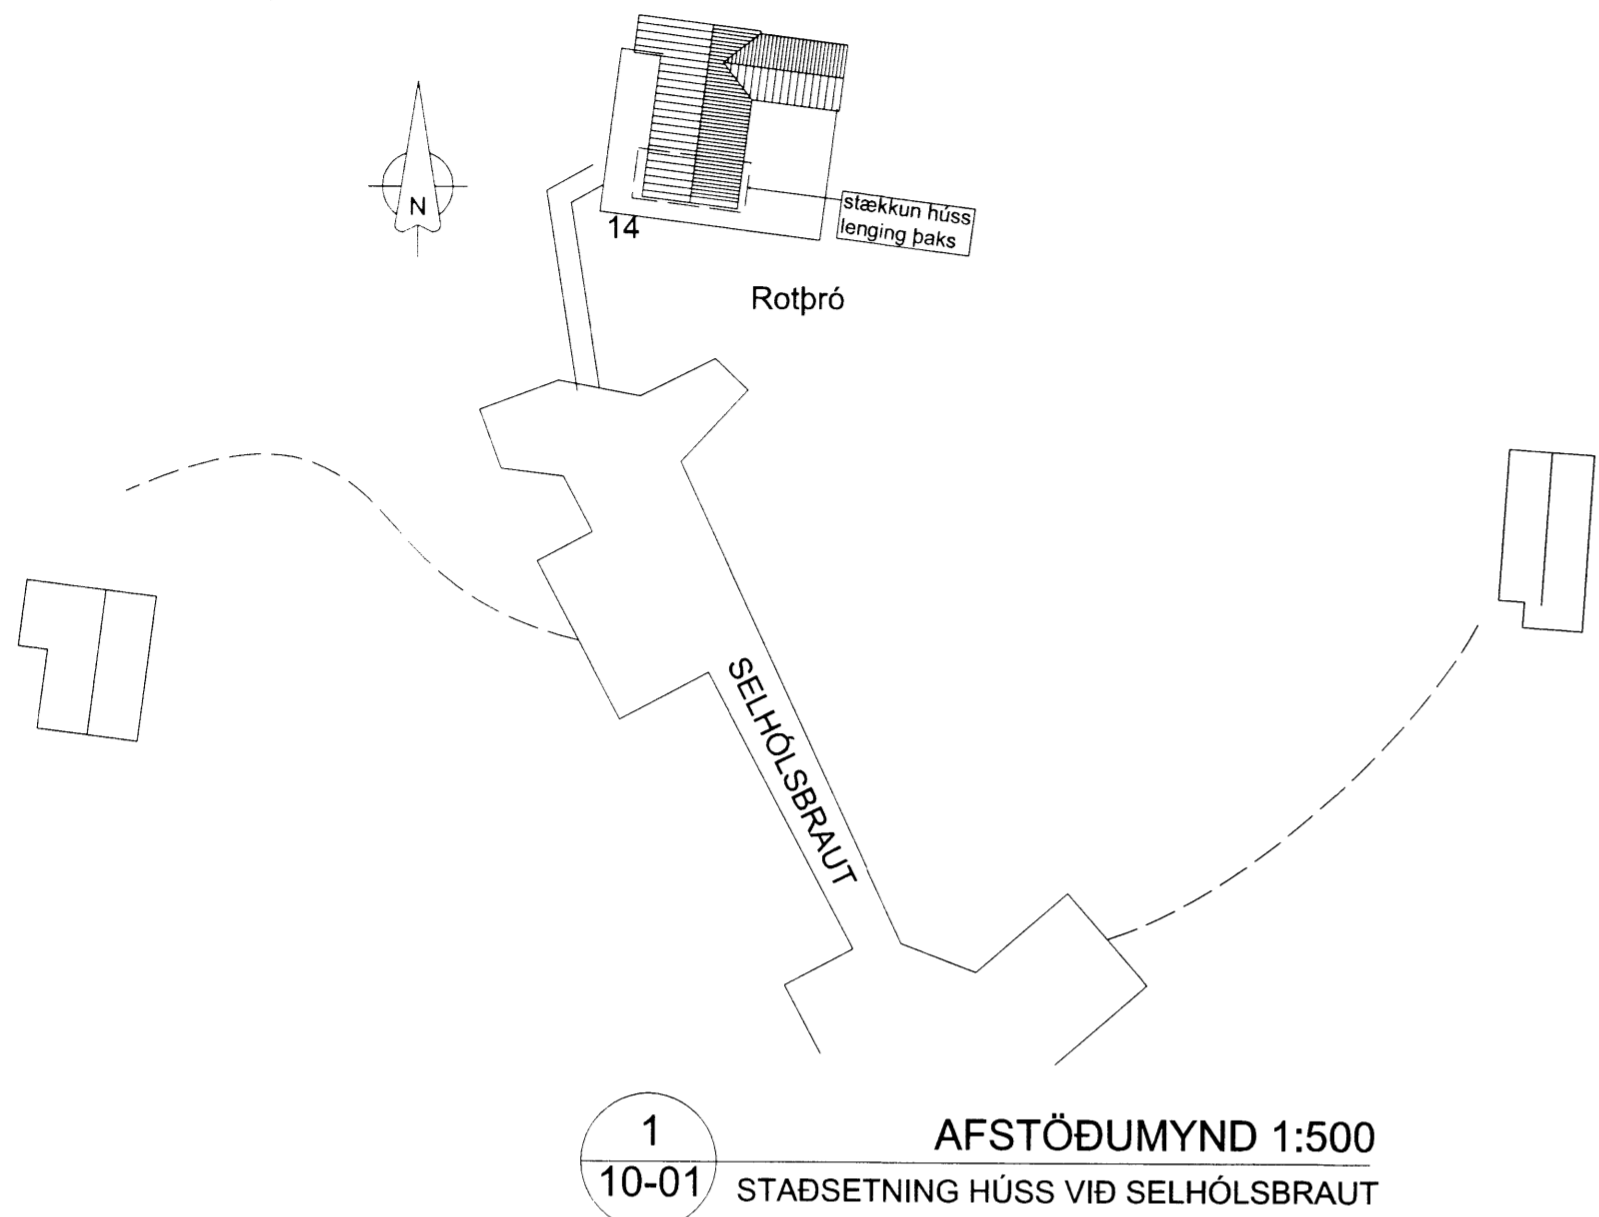 N
14
stækkun húss
lenging þaks
Rotþró
SELHÓLSBRAUT
1
10-01
AFSTÖÐUMYND 1:500
STAÐSETNING HÚSS VIÐ SELHÓLSBRAUT